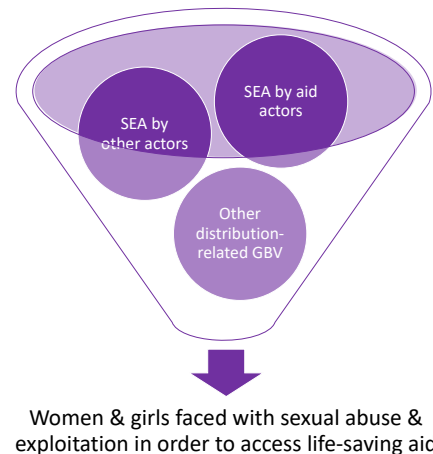 SEA by aid
actors
SEA by
other actors
Other
distribution-
related GBV
Women & girls faced with sexual abuse &
exploitation in order to access life-saving aid